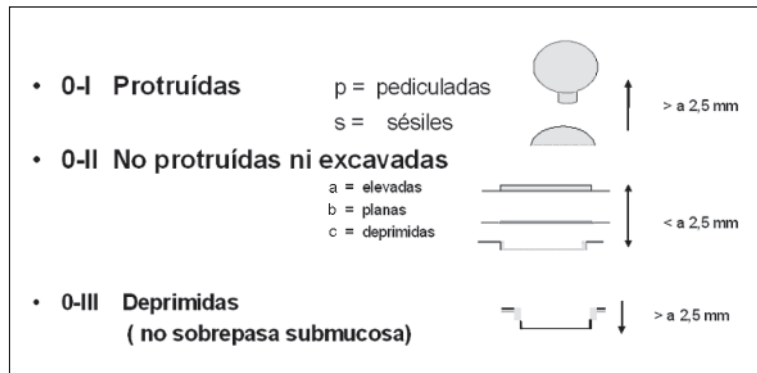 • 0-I Protruídas
p = pediculadas
s = sésiles
> a 2,5 mm
• 0-II No protruídas ni excavadas
a = elevadas
b = planas
c = deprimidas
< a 2,5 mm
• 0-III Deprimidas
( no sobrepasa submucosa)
> a 2,5 mm